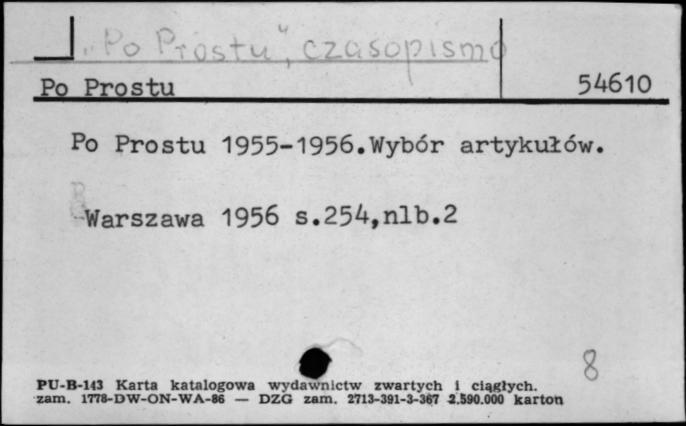 „Po Prostu", czasopismo
Po Prostu 54610
Po Prostu 1955-1956.Wybór artykułów.
Warszawa 1956 s.254,nlb.2
8
PU-B-143 Karta katalogowa wydawnictw zwartych i ciągłych.
zam. 1778-DW-ON-WA-86 — DZG zam. 2713-391-3-367 2.590.000 karton